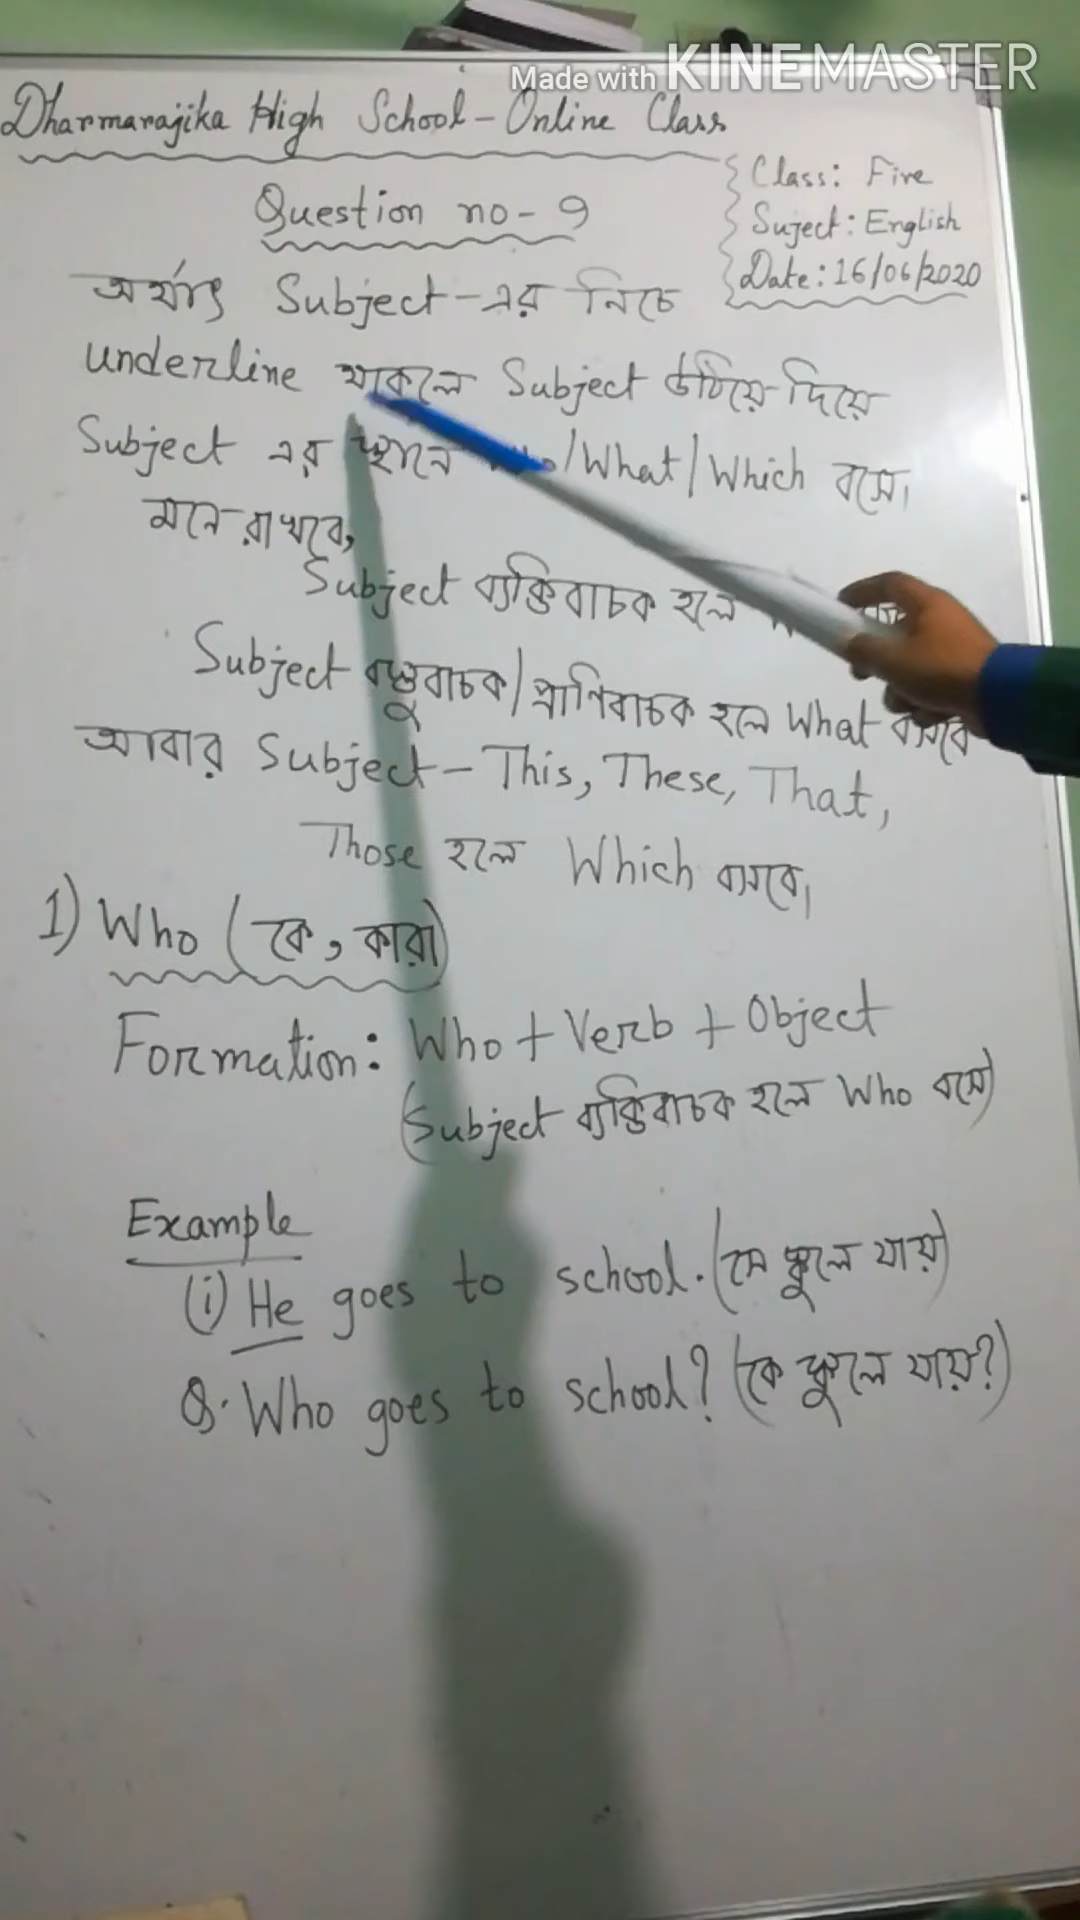 Made with KINEMASTER
Dharmarajika High School - Online Class
Class: Five
Suject: English
Date: 16/06/2020
Question no - 9
অর্থাৎ Subject-এর নিচে
underline থাকলে Subject উঠিয়ে দিয়ে
Subject এর স্থানে /What/Which বসে।
মনে রাখবে,
Subject ব্যক্তিবাচক হলে
Subject বস্তুবাচক/প্রাণিবাচক হলে What বসবে
আবার Subject - This, These, That,
Those হলে Which বসবে।
1) Who (কে, কারা)
Formation: Who + Verb + Object
(Subject ব্যক্তিবাচক হলে Who বসে)
Example
(i) He goes to school. (সে স্কুলে যায়)
Q. Who goes to school? (কে স্কুলে যায়?)